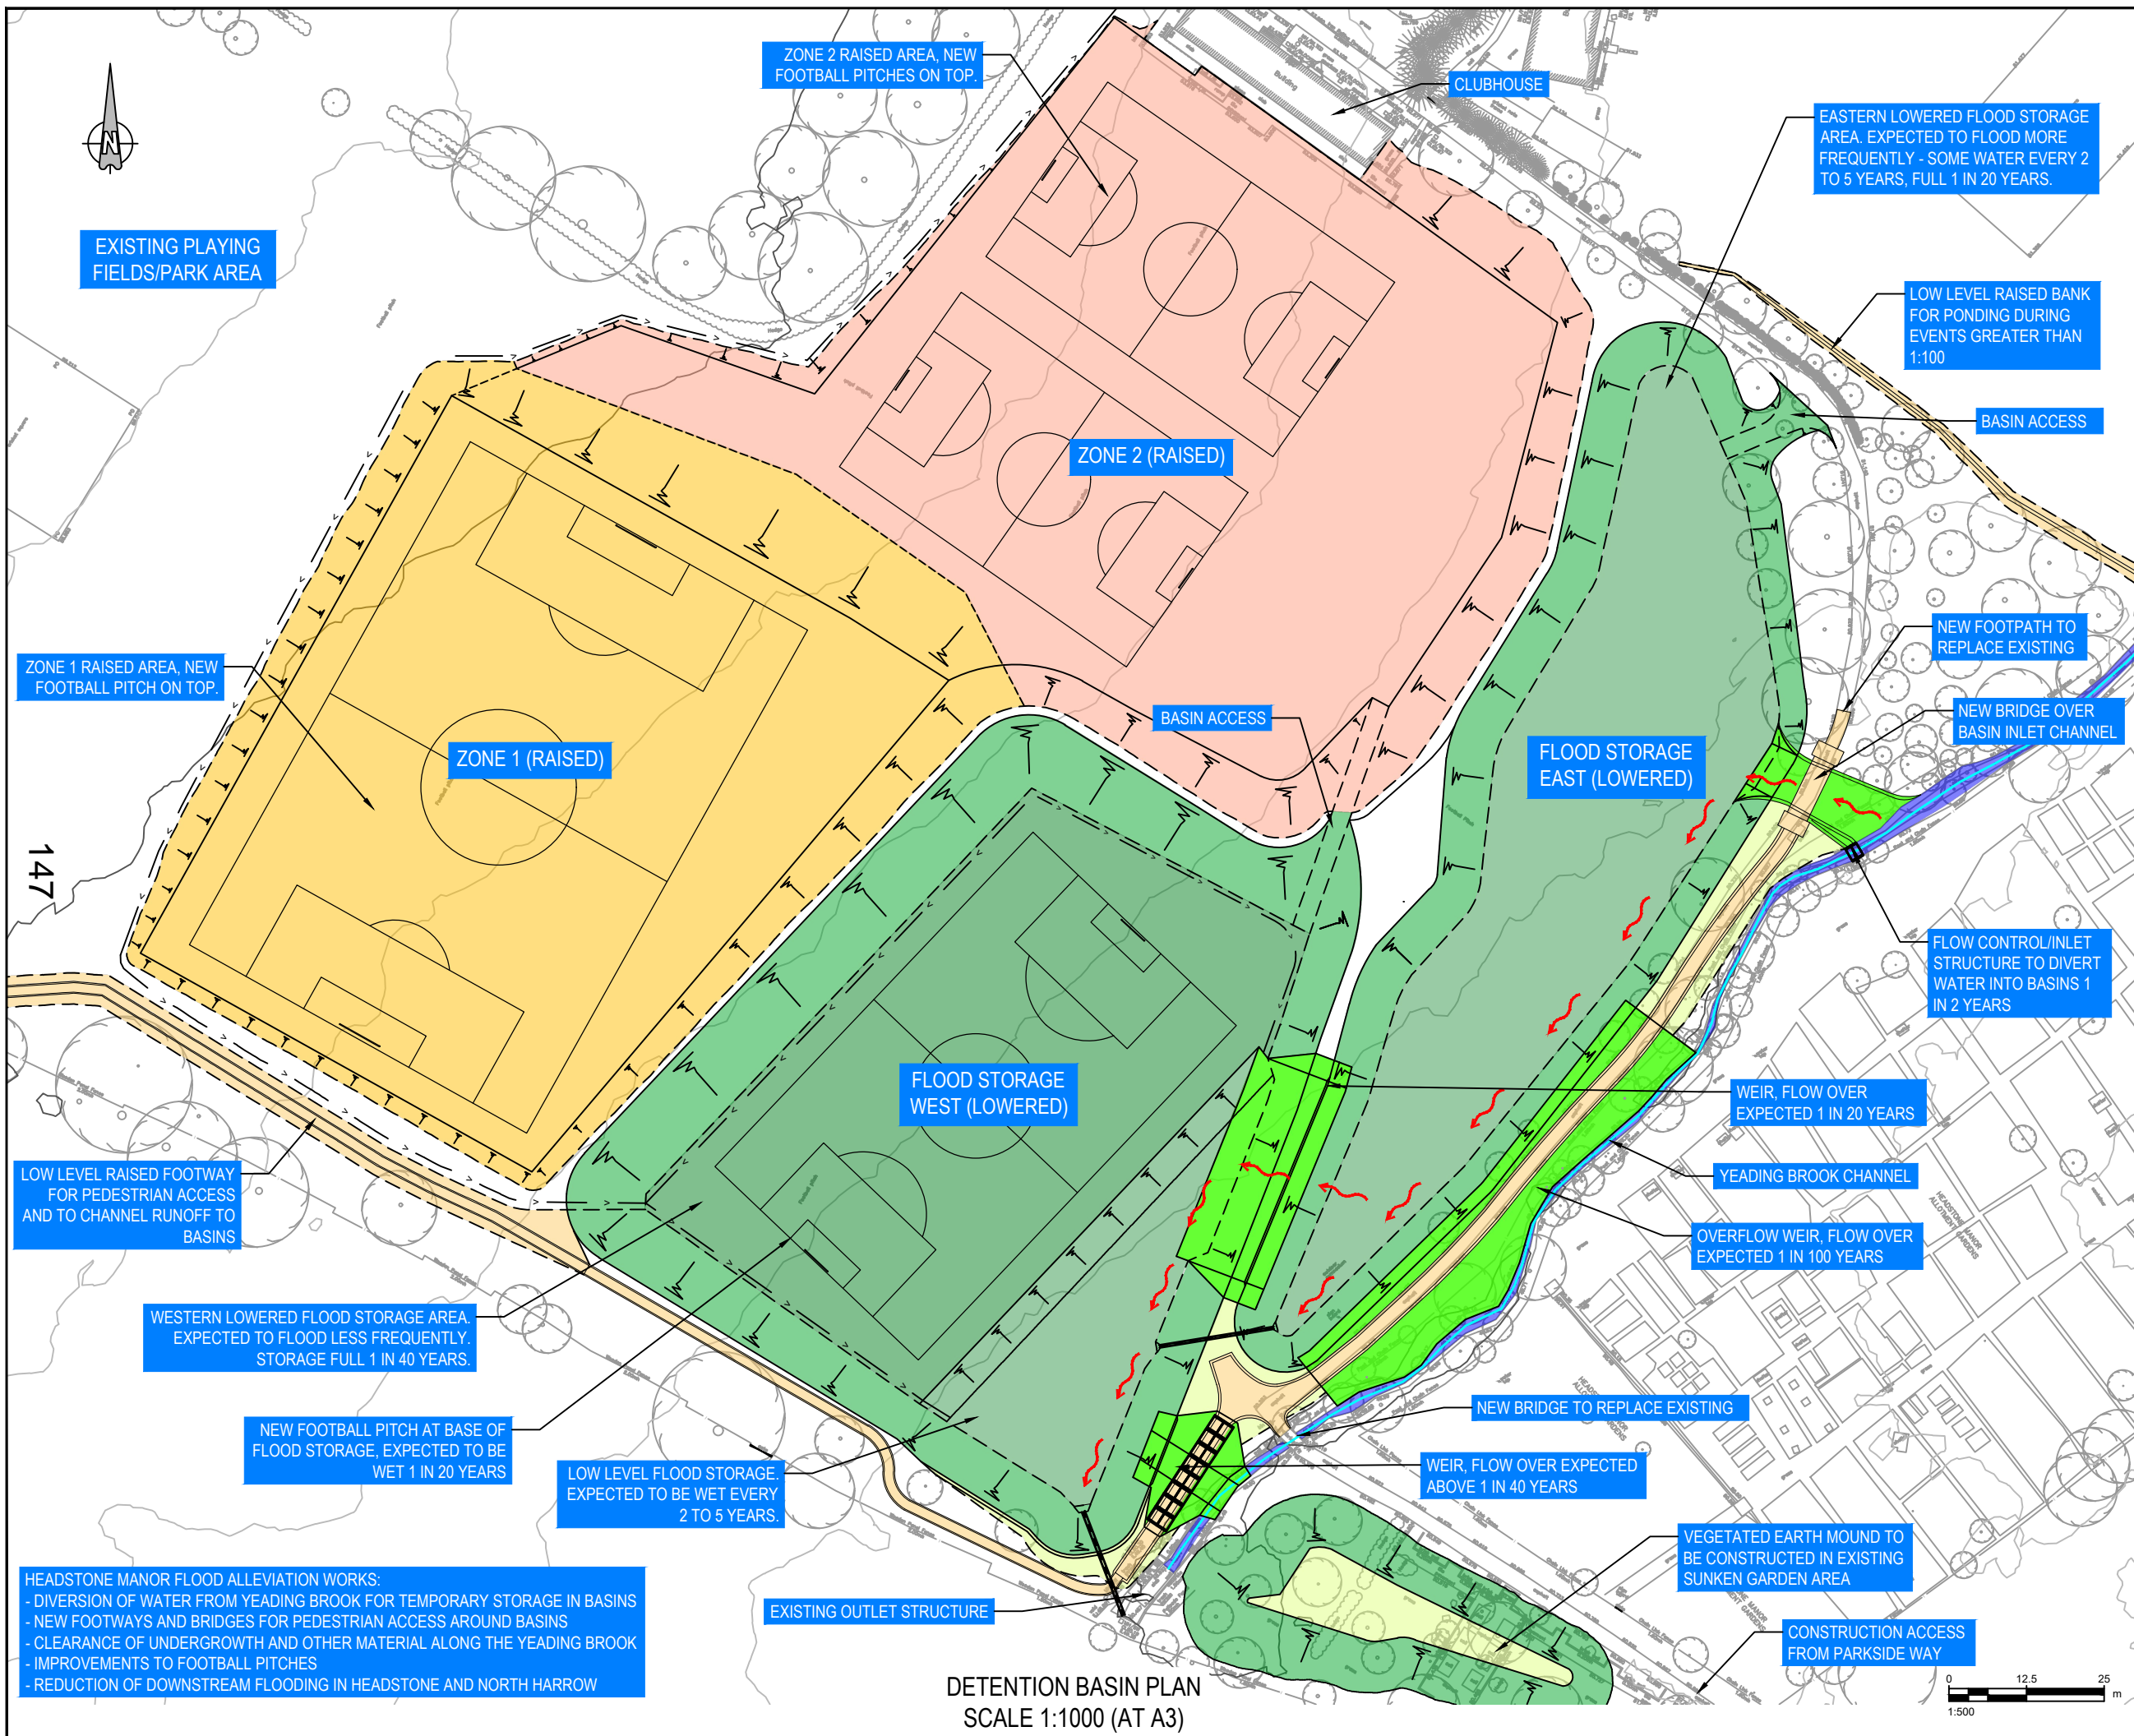 ZONE 2 RAISED AREA, NEW
FOOTBALL PITCHES ON TOP.
CLUBHOUSE
Building
EASTERN LOWERED FLOOD STORAGE
AREA. EXPECTED TO FLOOD MORE
FREQUENTLY - SOME WATER EVERY 2
TO 5 YEARS, FULL 1 IN 20 YEARS.
N
EXISTING PLAYING
FIELDS/PARK AREA
LOW LEVEL RAISED BANK
FOR PONDING DURING
EVENTS GREATER THAN
1:100
BASIN ACCESS
ZONE 2 (RAISED)
NEW FOOTPATH TO
REPLACE EXISTING
ZONE 1 RAISED AREA, NEW
FOOTBALL PITCH ON TOP.
NEW BRIDGE OVER
BASIN INLET CHANNEL
BASIN ACCESS
ZONE 1 (RAISED)
FLOOD STORAGE
EAST (LOWERED)
147
FLOW CONTROL/INLET
STRUCTURE TO DIVERT
WATER INTO BASINS 1
IN 2 YEARS
FLOOD STORAGE
WEST (LOWERED)
WEIR, FLOW OVER
EXPECTED 1 IN 20 YEARS
YEADING BROOK CHANNEL
LOW LEVEL RAISED FOOTWAY
FOR PEDESTRIAN ACCESS
AND TO CHANNEL RUNOFF TO
BASINS
HEADSTONE MANOR
ALLOTMENT GARDENS
OVERFLOW WEIR, FLOW OVER
EXPECTED 1 IN 100 YEARS
WESTERN LOWERED FLOOD STORAGE AREA.
EXPECTED TO FLOOD LESS FREQUENTLY.
STORAGE FULL 1 IN 40 YEARS.
NEW BRIDGE TO REPLACE EXISTING
NEW FOOTBALL PITCH AT BASE OF
FLOOD STORAGE, EXPECTED TO BE
WET 1 IN 20 YEARS
LOW LEVEL FLOOD STORAGE.
EXPECTED TO BE WET EVERY
2 TO 5 YEARS.
WEIR, FLOW OVER EXPECTED
ABOVE 1 IN 40 YEARS
VEGETATED EARTH MOUND TO
BE CONSTRUCTED IN EXISTING
SUNKEN GARDEN AREA
HEADSTONE MANOR FLOOD ALLEVIATION WORKS:
- DIVERSION OF WATER FROM YEADING BROOK FOR TEMPORARY STORAGE IN BASINS
- NEW FOOTWAYS AND BRIDGES FOR PEDESTRIAN ACCESS AROUND BASINS
- CLEARANCE OF UNDERGROWTH AND OTHER MATERIAL ALONG THE YEADING BROOK
- IMPROVEMENTS TO FOOTBALL PITCHES
- REDUCTION OF DOWNSTREAM FLOODING IN HEADSTONE AND NORTH HARROW
EXISTING OUTLET STRUCTURE
CONSTRUCTION ACCESS
FROM PARKSIDE WAY
DETENTION BASIN PLAN
SCALE 1:1000 (AT A3)
0 12.5 25
m
1:500